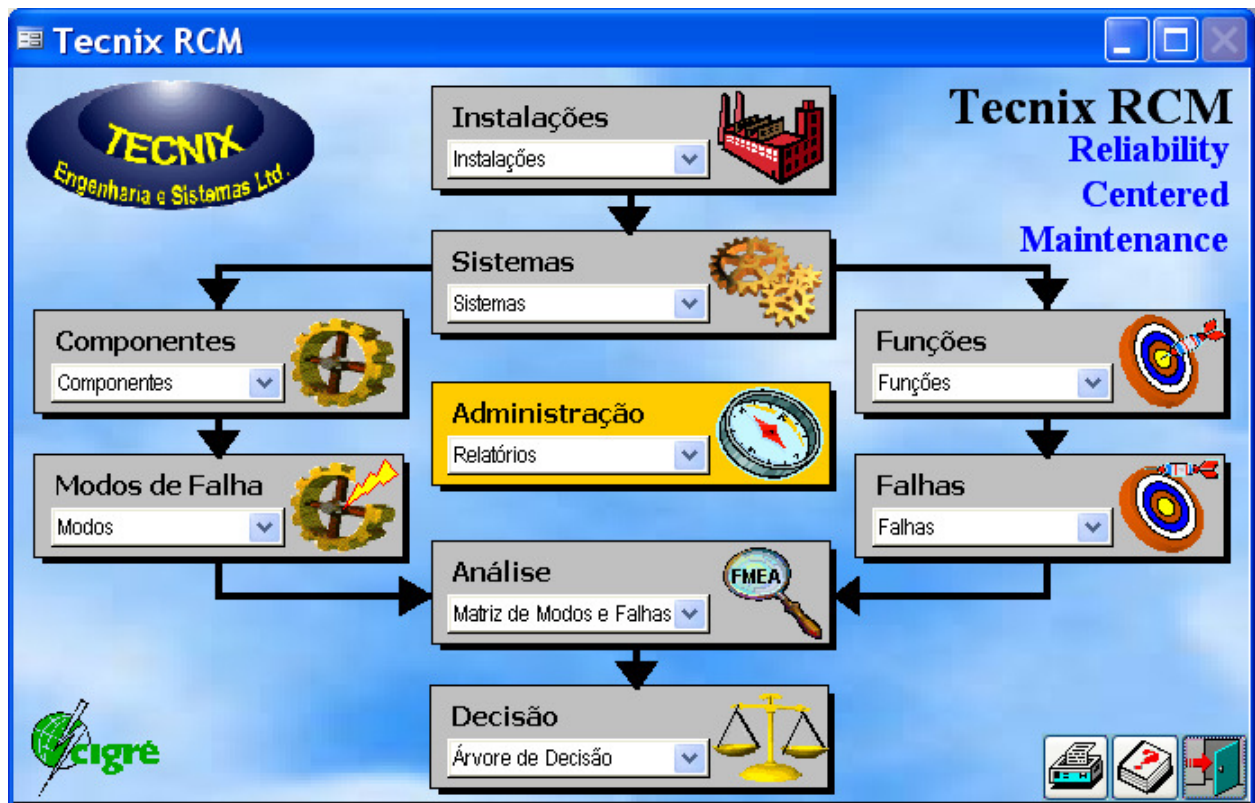 Tecnix RCM
TECNIX
Engenharia e Sistemas Ltd.
Instalações
Instalações
Tecnix RCM
Reliability
Centered
Maintenance
Sistemas
Sistemas
Componentes
Componentes
Funções
Funções
Administração
Relatórios
Modos de Falha
Modos
Falhas
Falhas
Análise
Matriz de Modos e Falhas
FMEA
Decisão
Árvore de Decisão
cigré
?